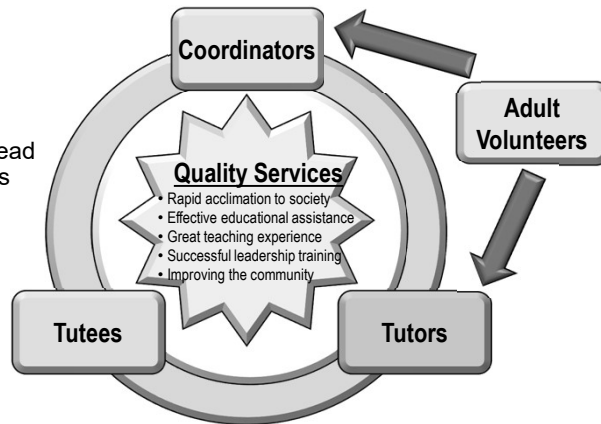 Coordinators
Adult
Volunteers
ead
s
Quality Services
• Rapid acclimation to society
• Effective educational assistance
• Great teaching experience
• Successful leadership training
• Improving the community
Tutees
Tutors